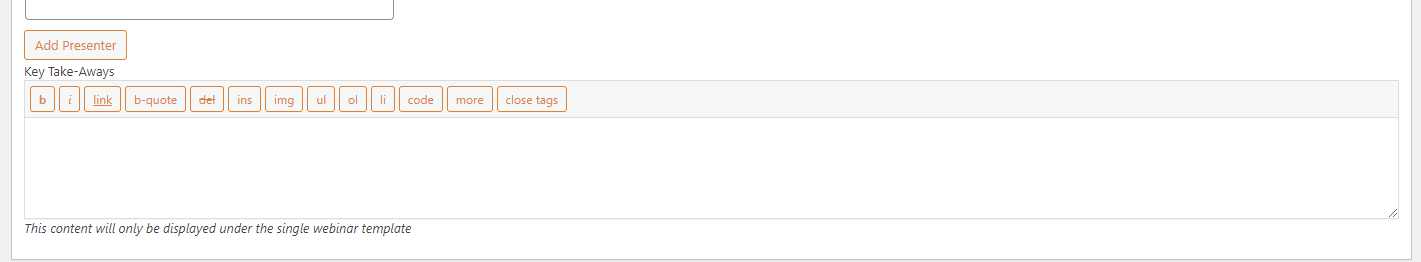 Add Presenter
Key Take-Aways
b i link b-quote del ins img ul ol li code more close tags
This content will only be displayed under the single webinar template